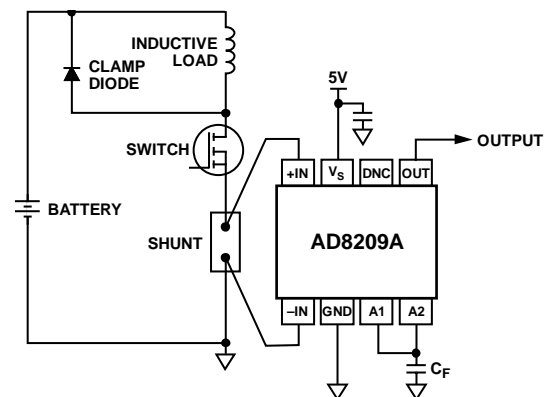 INDUCTIVE
LOAD
CLAMP
DIODE
5V
OUTPUT
SWITCH
+IN
VS
DNC
OUT
BATTERY
SHUNT
AD8209A
–IN
GND
A1
A2
CF